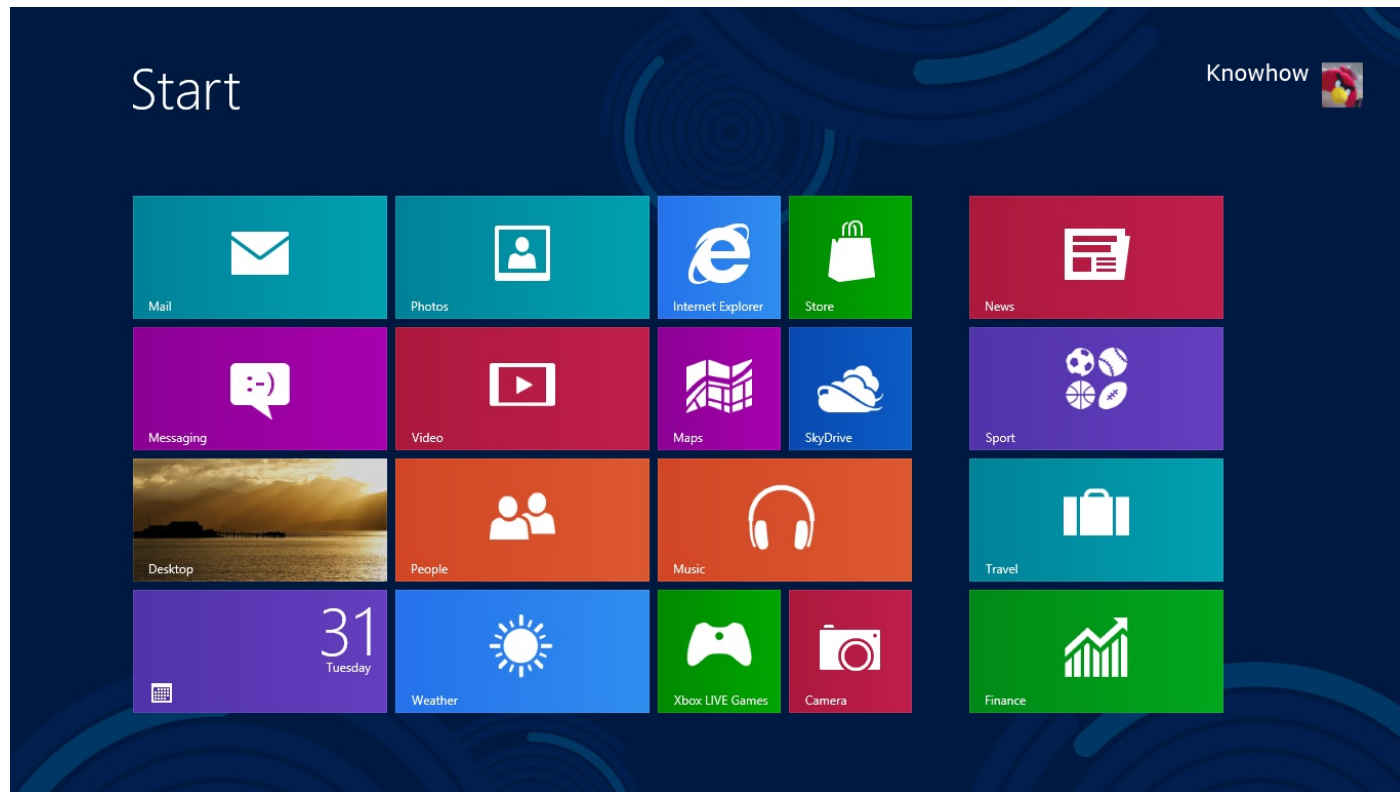 Start
Knowhow
Mail
Photos
Internet Explorer
Store
News
:-)
Messaging
Video
Maps
SkyDrive
Sport
Desktop
People
Music
Travel
31
Tuesday
Weather
Xbox LIVE Games
Camera
Finance